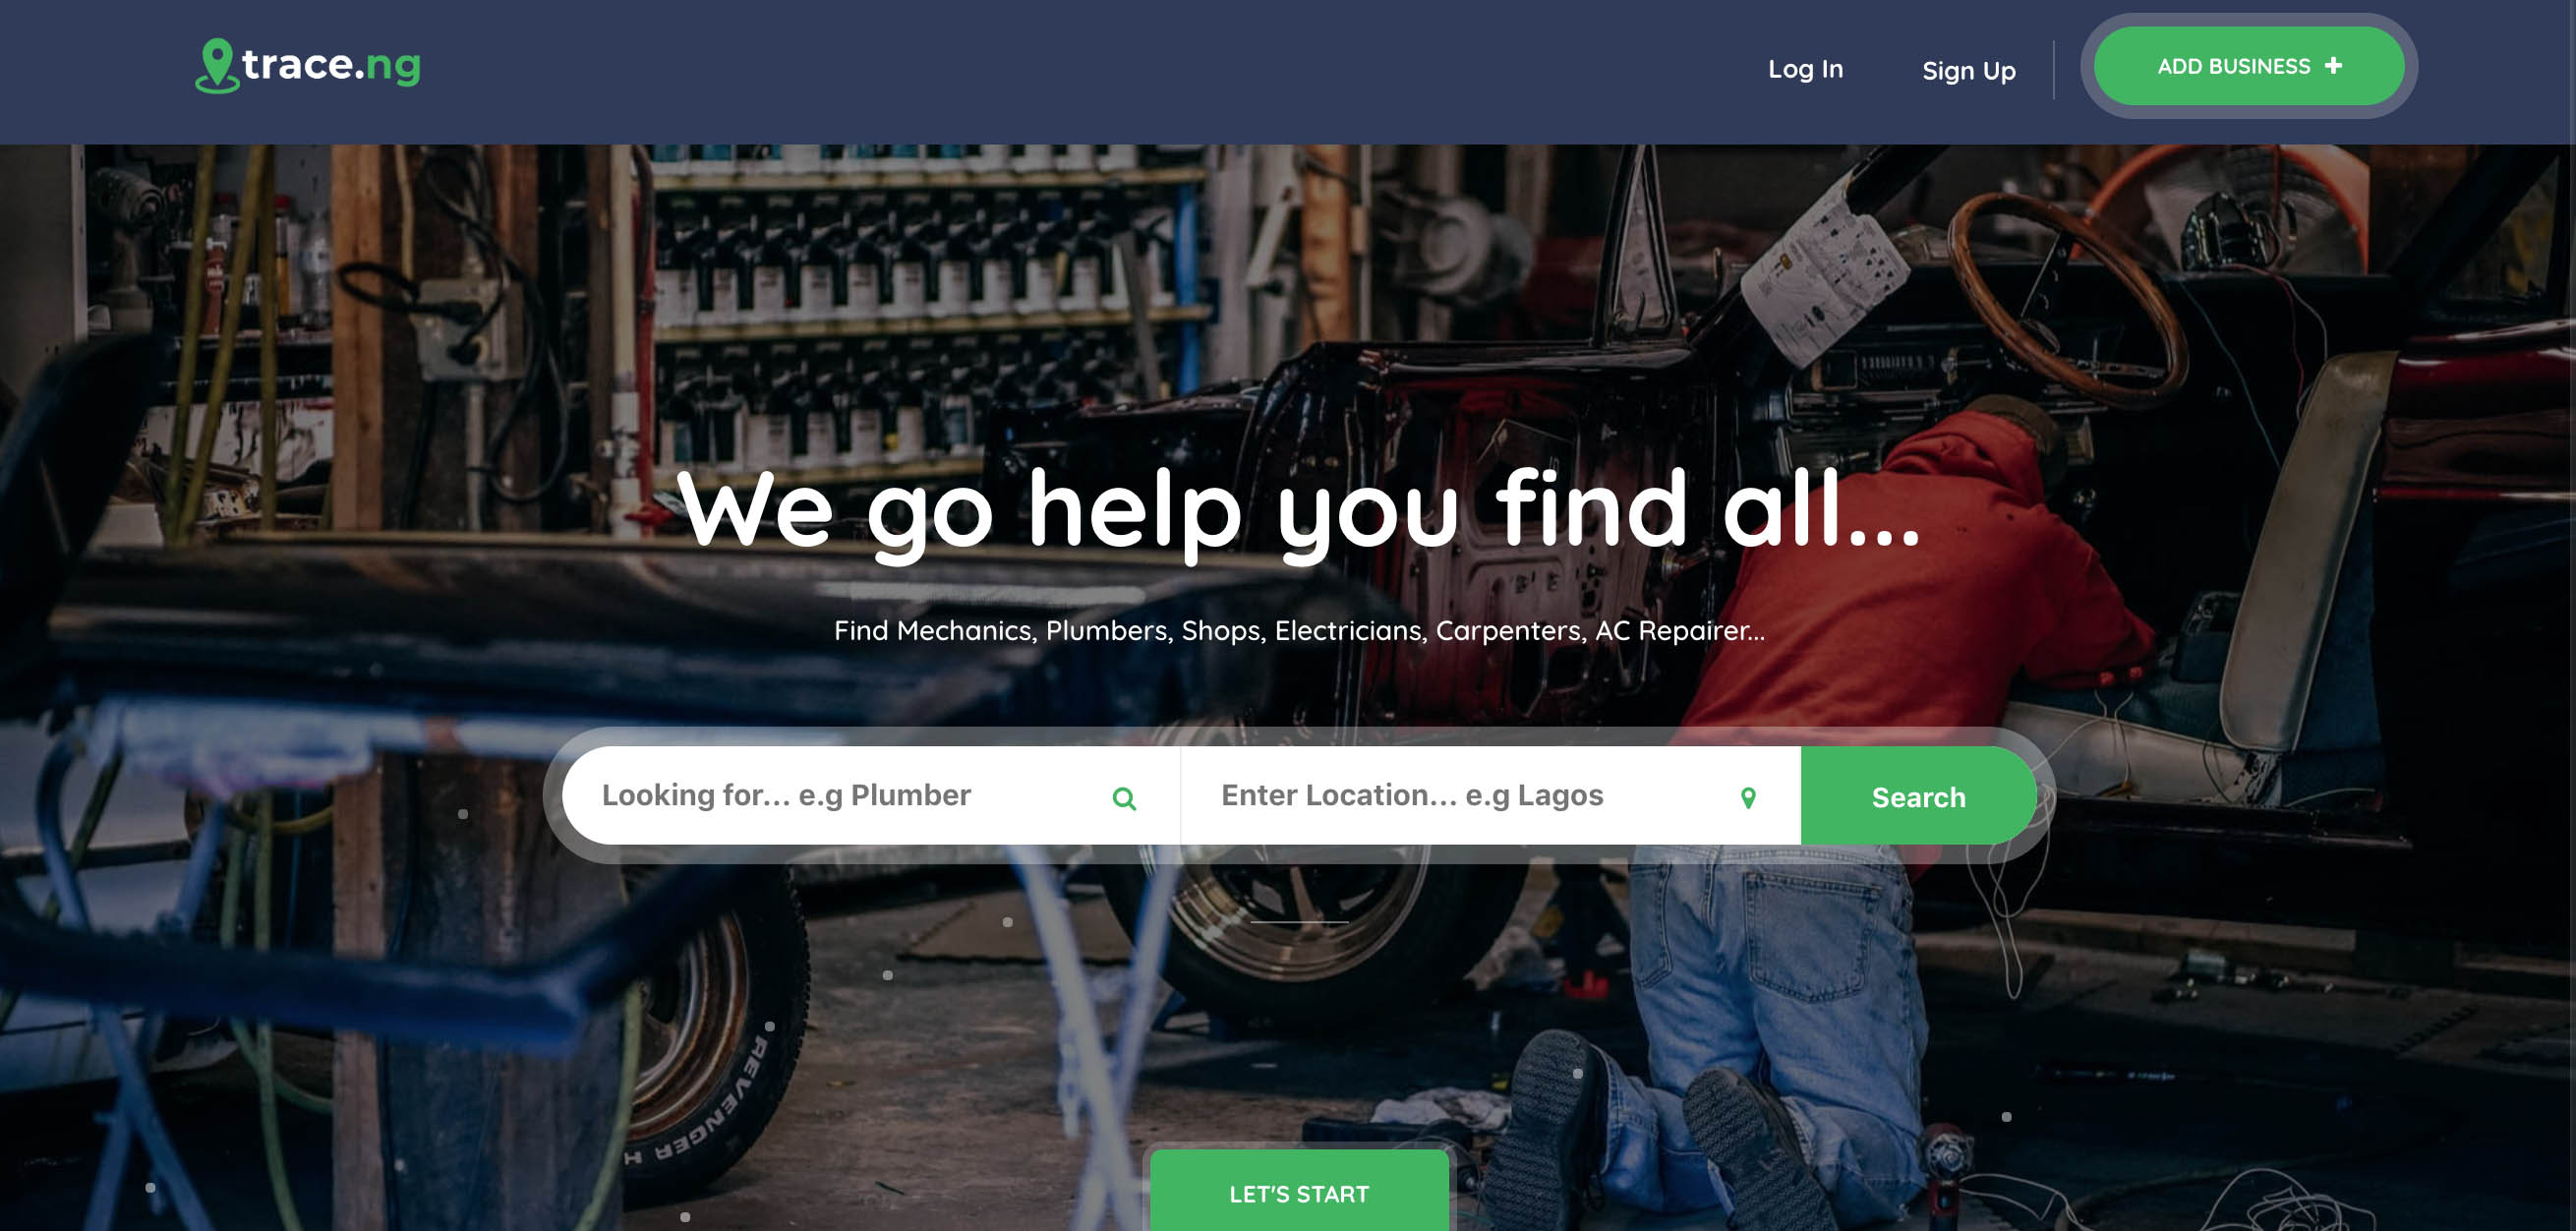 trace.ng
Log In
Sign Up
ADD BUSINESS +
We go help you find all...
Find Mechanics, Plumbers, Shops, Electricians, Carpenters, AC Repairer...
Looking for... e.g Plumber
Enter Location... e.g Lagos
Search
REVENGER H
LET'S START